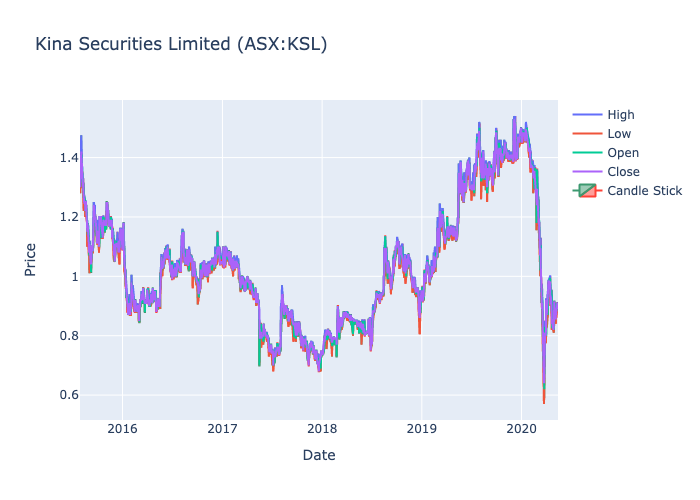 Kina Securities Limited (ASX:KSL)
High
Low
Open
Close
Candle Stick
1.4
1.2
1
0.8
0.6
Price
2016 2017 2018 2019 2020
Date